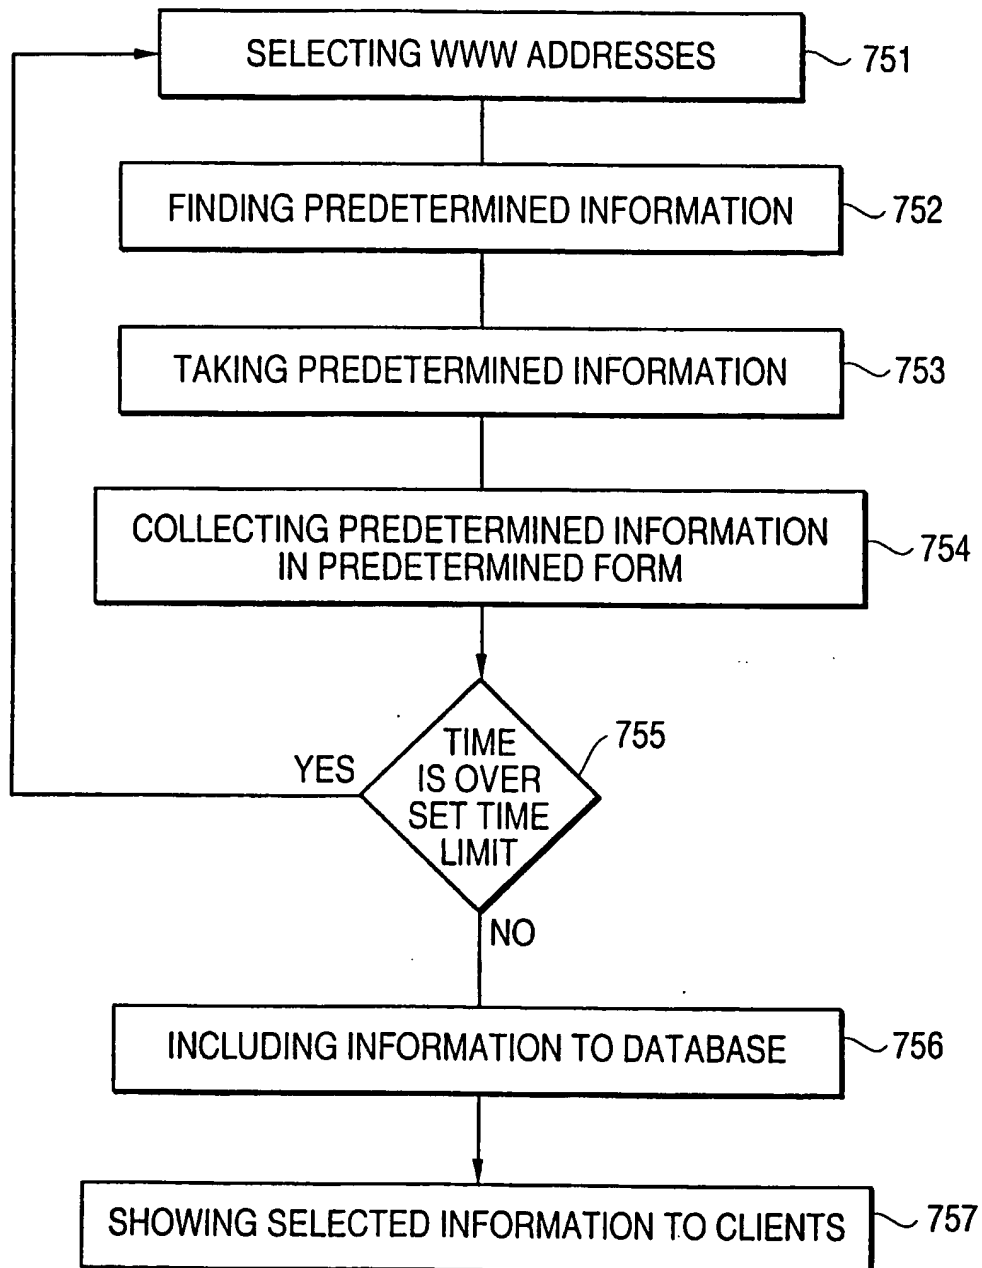 SELECTING WWW ADDRESSES
751
FINDING PREDETERMINED INFORMATION
752
TAKING PREDETERMINED INFORMATION
753
COLLECTING PREDETERMINED INFORMATION
IN PREDETERMINED FORM
754
TIME
IS OVER
SET TIME
LIMIT
755
YES
NO
INCLUDING INFORMATION TO DATABASE
756
SHOWING SELECTED INFORMATION TO CLIENTS
757